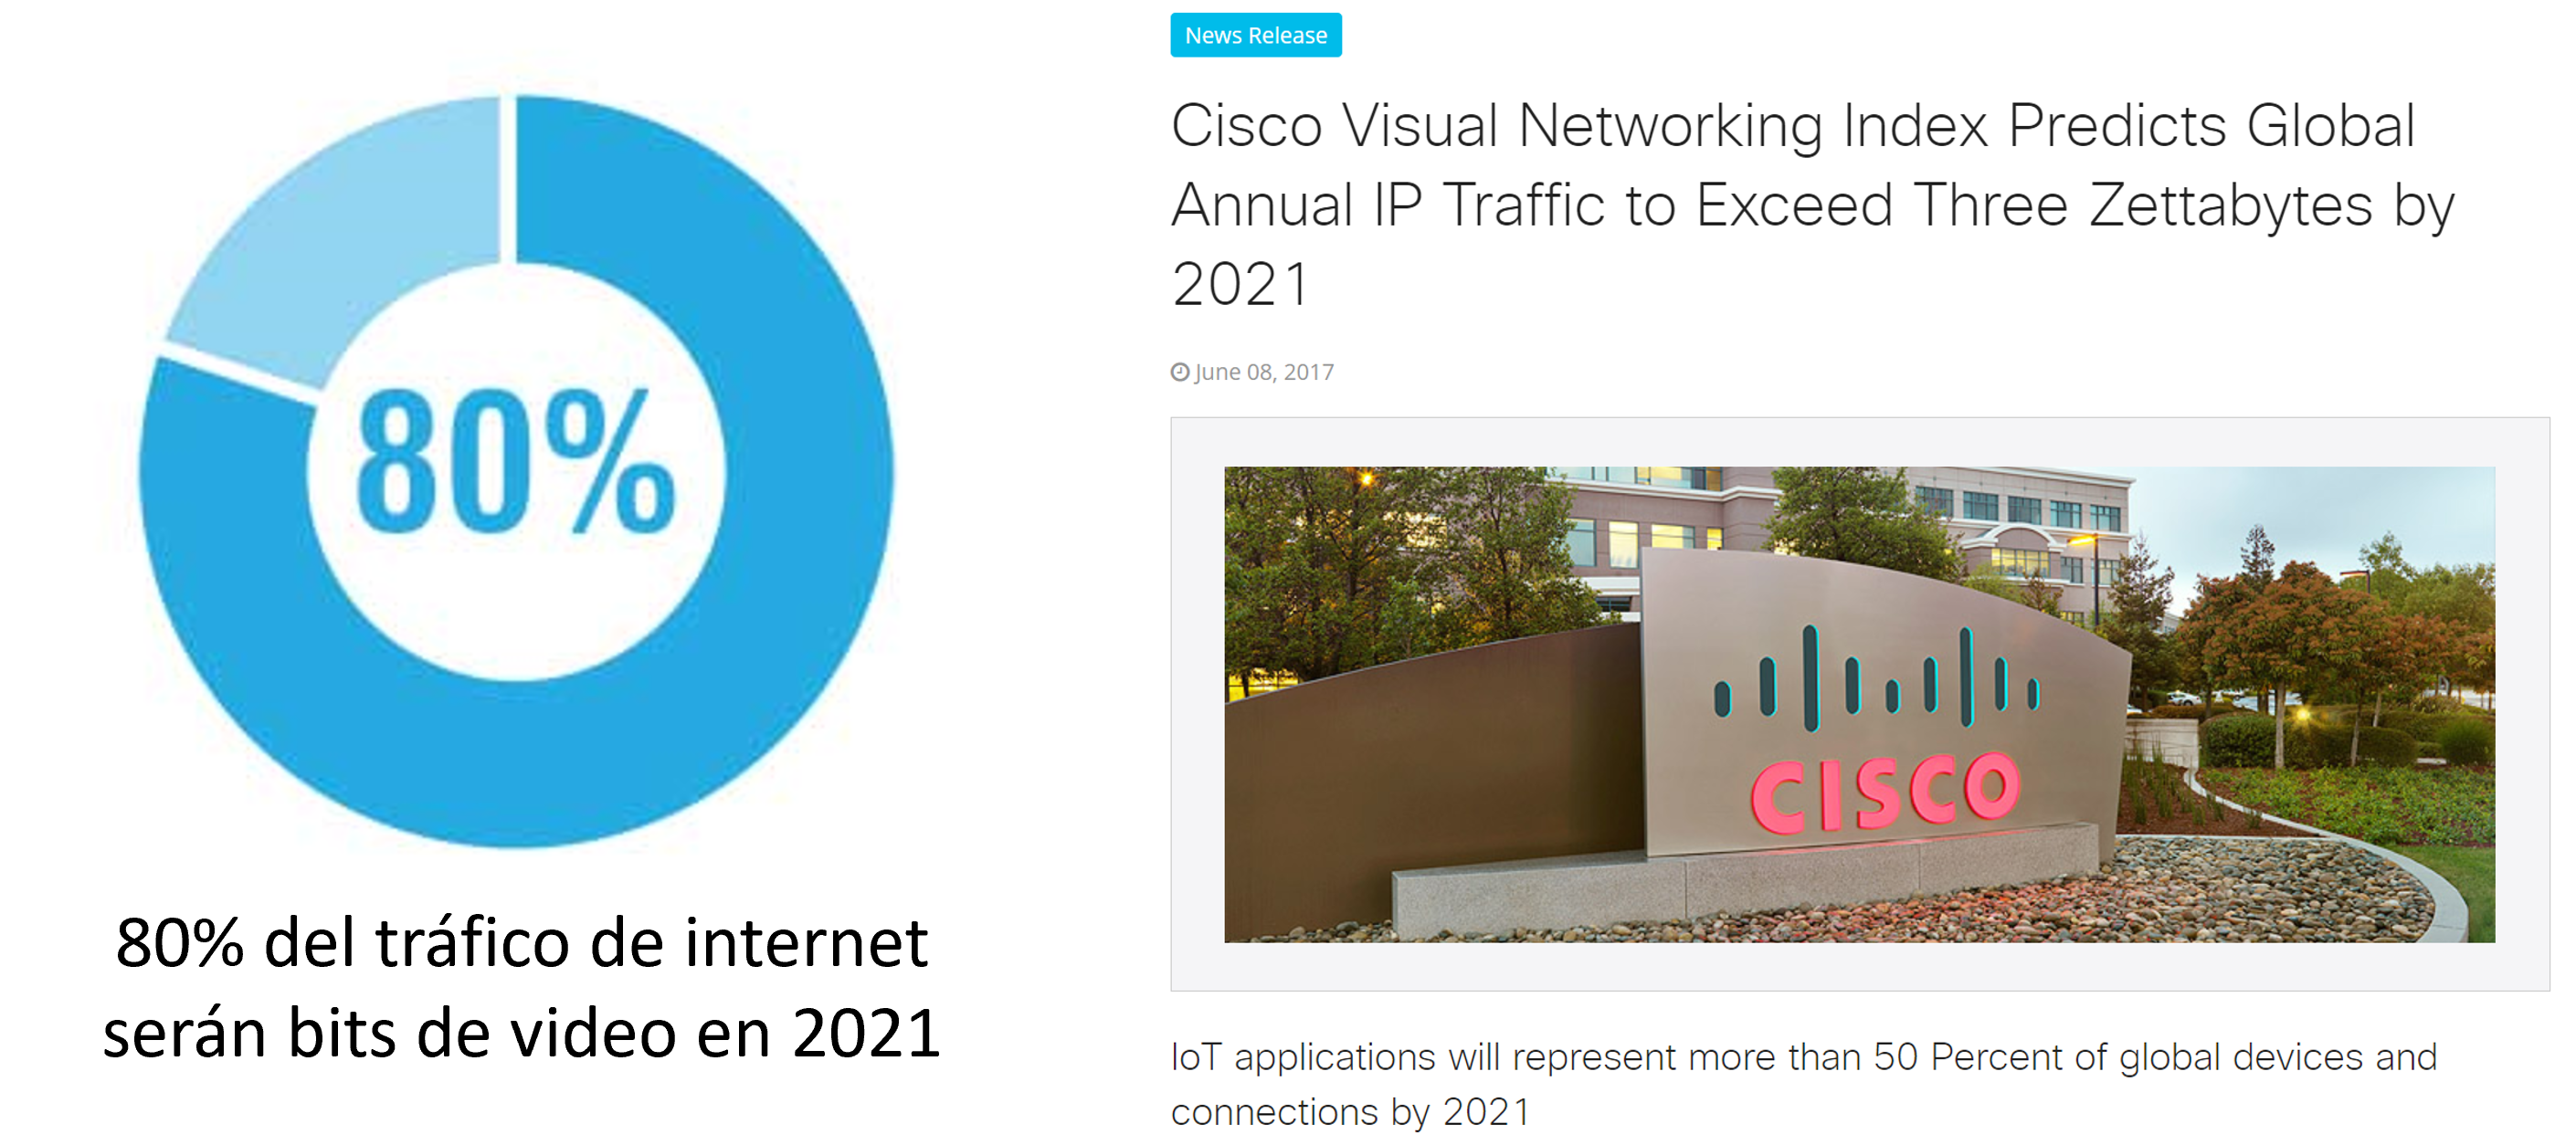 80%
80% del tráfico de internet
serán bits de video en 2021
News Release
Cisco Visual Networking Index Predicts Global
Annual IP Traffic to Exceed Three Zettabytes by
2021
June 08, 2017
CISCO
IoT applications will represent more than 50 Percent of global devices and
connections by 2021